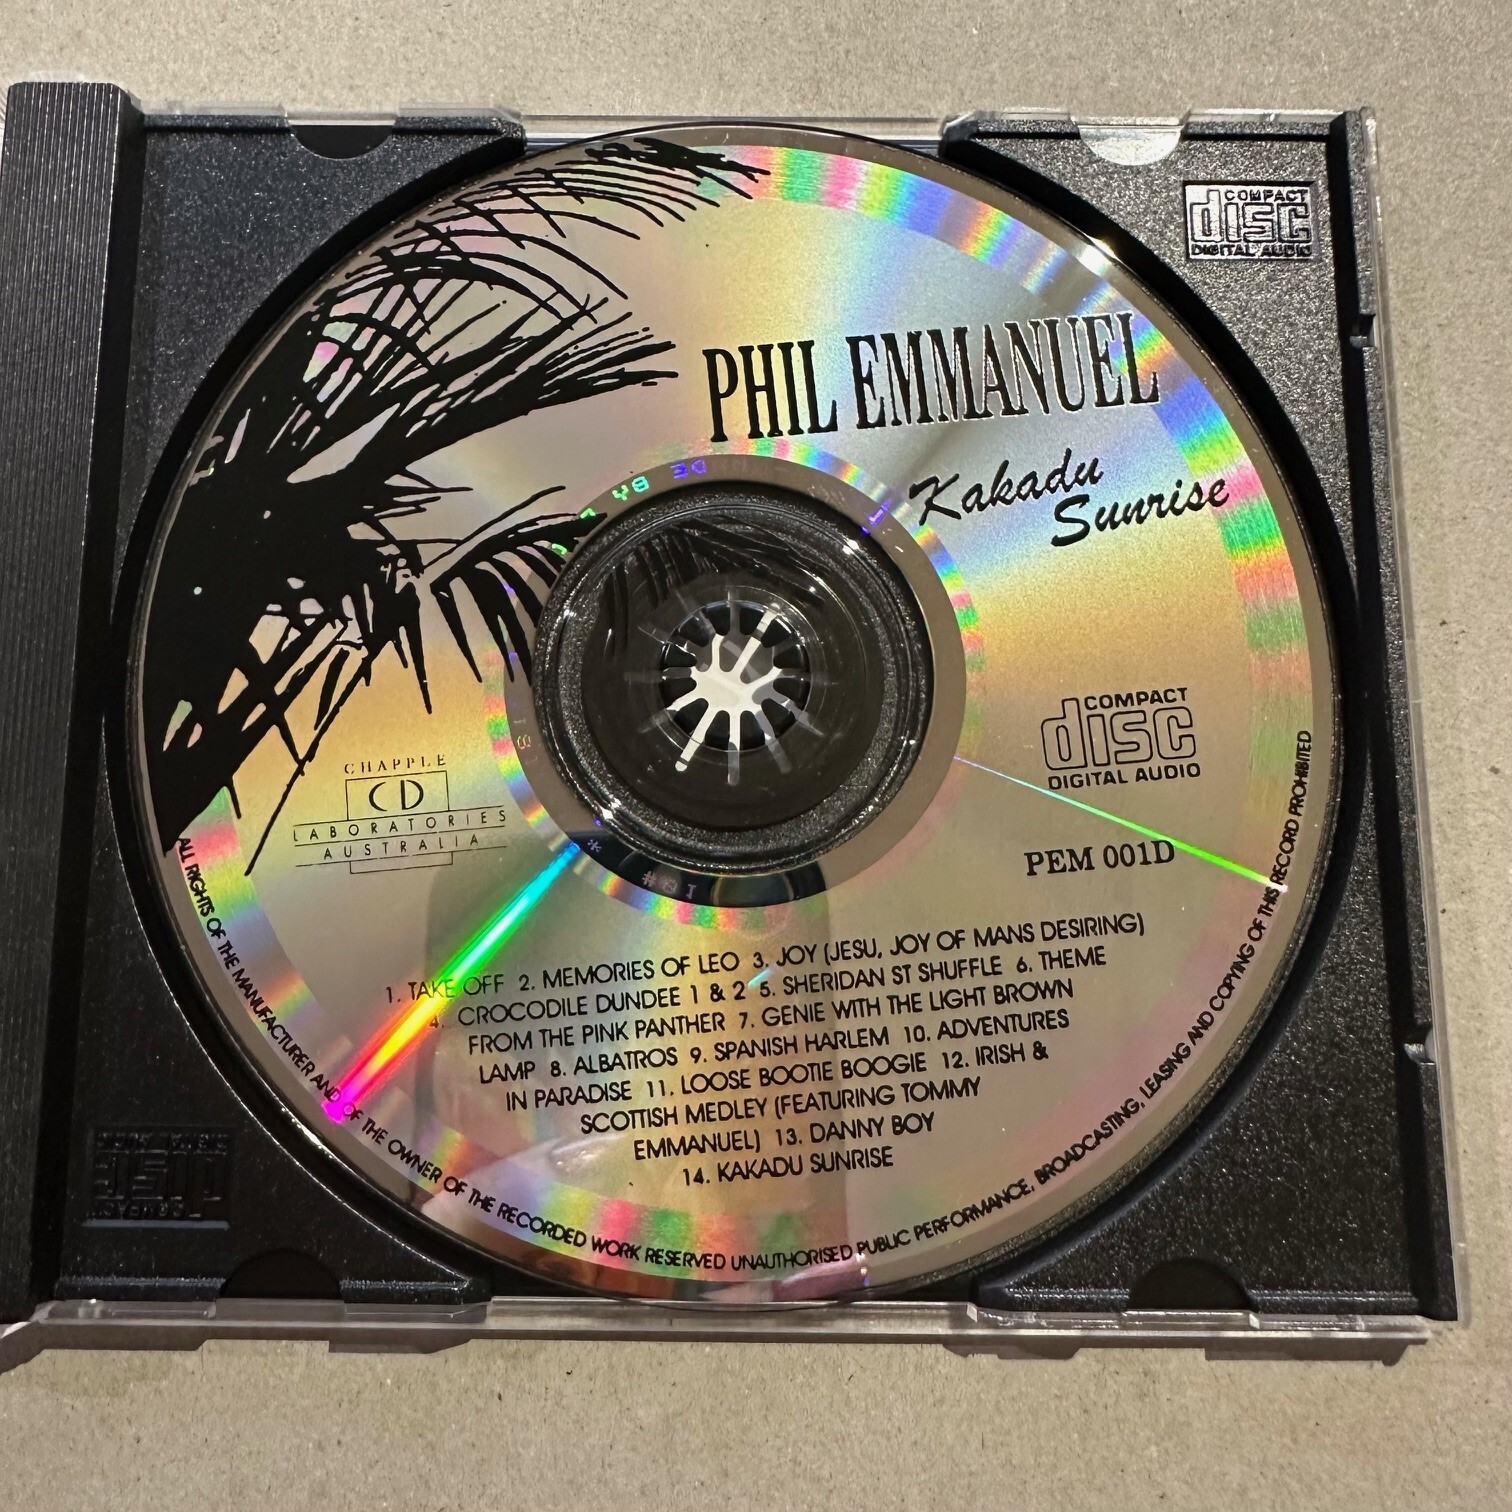 COMPACT
disc
DIGITAL AUDIO
PHIL EMMANUEL
Kakadu
Sunrise
COMPACT
disc
DIGITAL AUDIO
CHAPPLE
CD
LABORATORIES
AUSTRALIA
PEM 001D
1. TAKE OFF 2. MEMORIES OF LEO 3. JOY (JESU, JOY OF MANS DESIRING)
4. CROCODILE DUNDEE 1 & 2 5. SHERIDAN ST SHUFFLE 6. THEME
FROM THE PINK PANTHER 7. GENIE WITH THE LIGHT BROWN
LAMP 8. ALBATROS 9. SPANISH HARLEM 10. ADVENTURES
IN PARADISE 11. LOOSE BOOTIE BOOGIE 12. IRISH &
SCOTTISH MEDLEY (FEATURING TOMMY
EMMANUEL) 13. DANNY BOY
14. KAKADU SUNRISE
ALL RIGHTS OF THE MANUFACTURER AND OF THE OWNER OF THE RECORDED WORK RESERVED UNAUTHORISED PUBLIC PERFORMANCE, BROADCASTING, LEASING AND COPYING OF THIS RECORD PROHIBITED